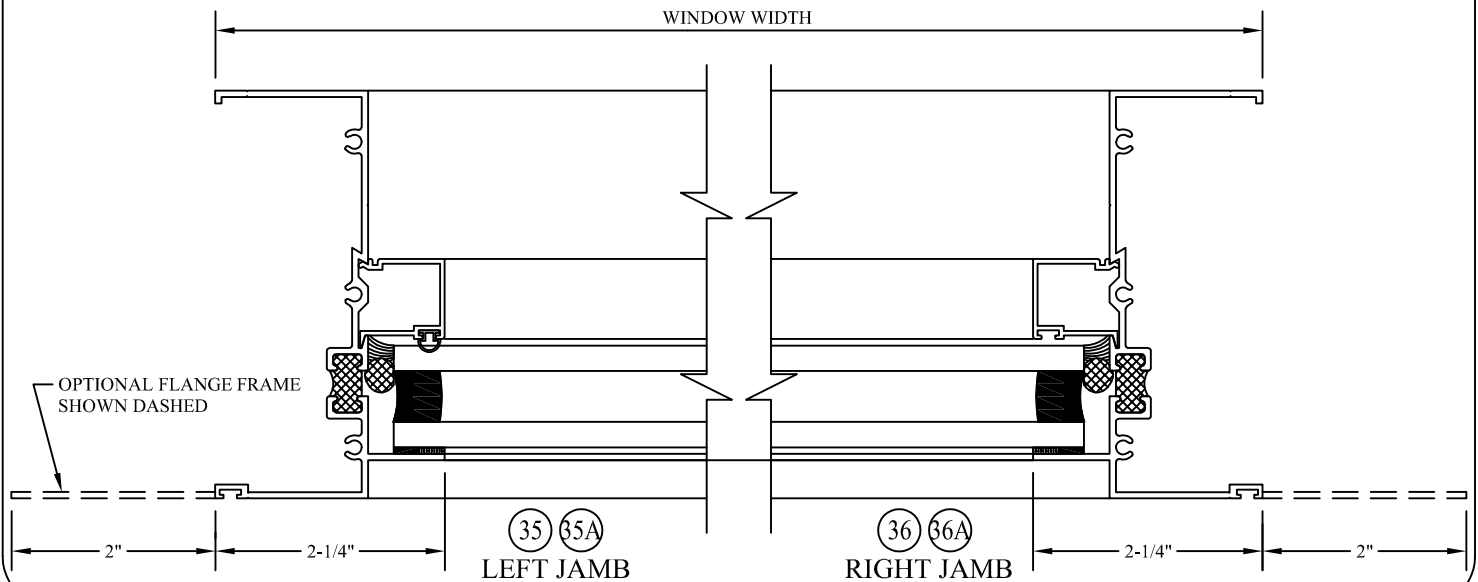 WINDOW WIDTH
OPTIONAL FLANGE FRAME
SHOWN DASHED
35 35A
36 36A
2"
2-1/4"
LEFT JAMB
RIGHT JAMB
2-1/4"
2"